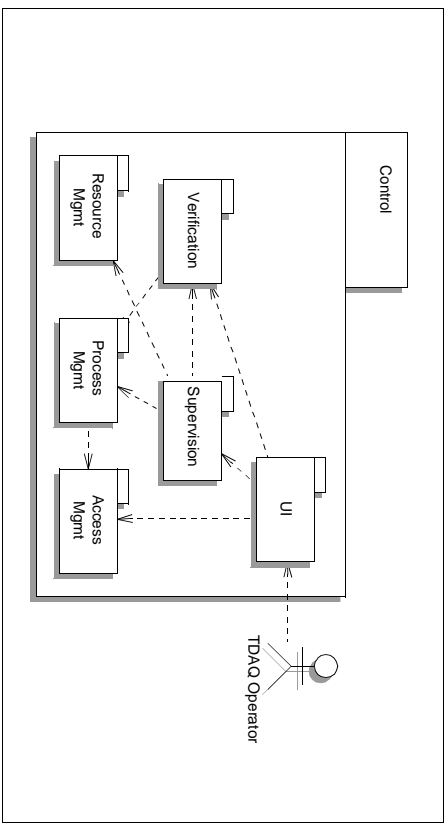 Control
TDAQ Operator
UI
Verification
Supervision
Resource
Mgmt
Process
Mgmt
Access
Mgmt